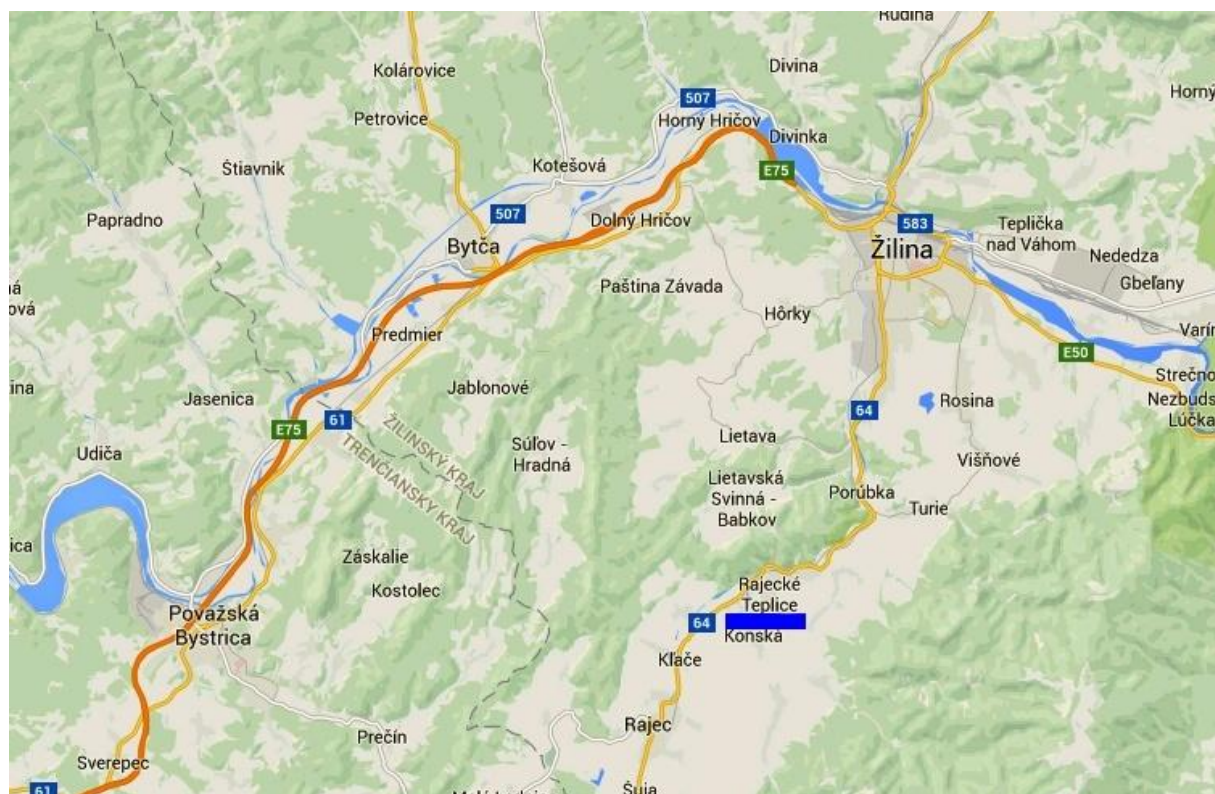 Rudina
Kolárovice
Divina
507
Horný
Petrovice
Horný Hričov
Divinka
Štiavnik
Kotešová
E75
Papradno
507
Dolný Hričov
583
Teplička
nad Váhom
Bytča
Žilina
Nededza
Gbeľany
Paština Závada
Hôrky
Predmier
E50
Strečno
Nezbuds
Lúčka
Jablonové
Jasenica
61
64
Rosina
E75
ŽILINSKÝ KRAJ
TRENČIANSKY KRAJ
Súľov -
Hradná
Lietava
Udiča
Višňové
Lietavská
Svinná -
Babkov
Porúbka
Turie
Záskalie
Kostolec
Rajecké
Teplice
Považská
Bystrica
64
Konská
Kľače
Rajec
Prečín
Sverepec
61
Šuja